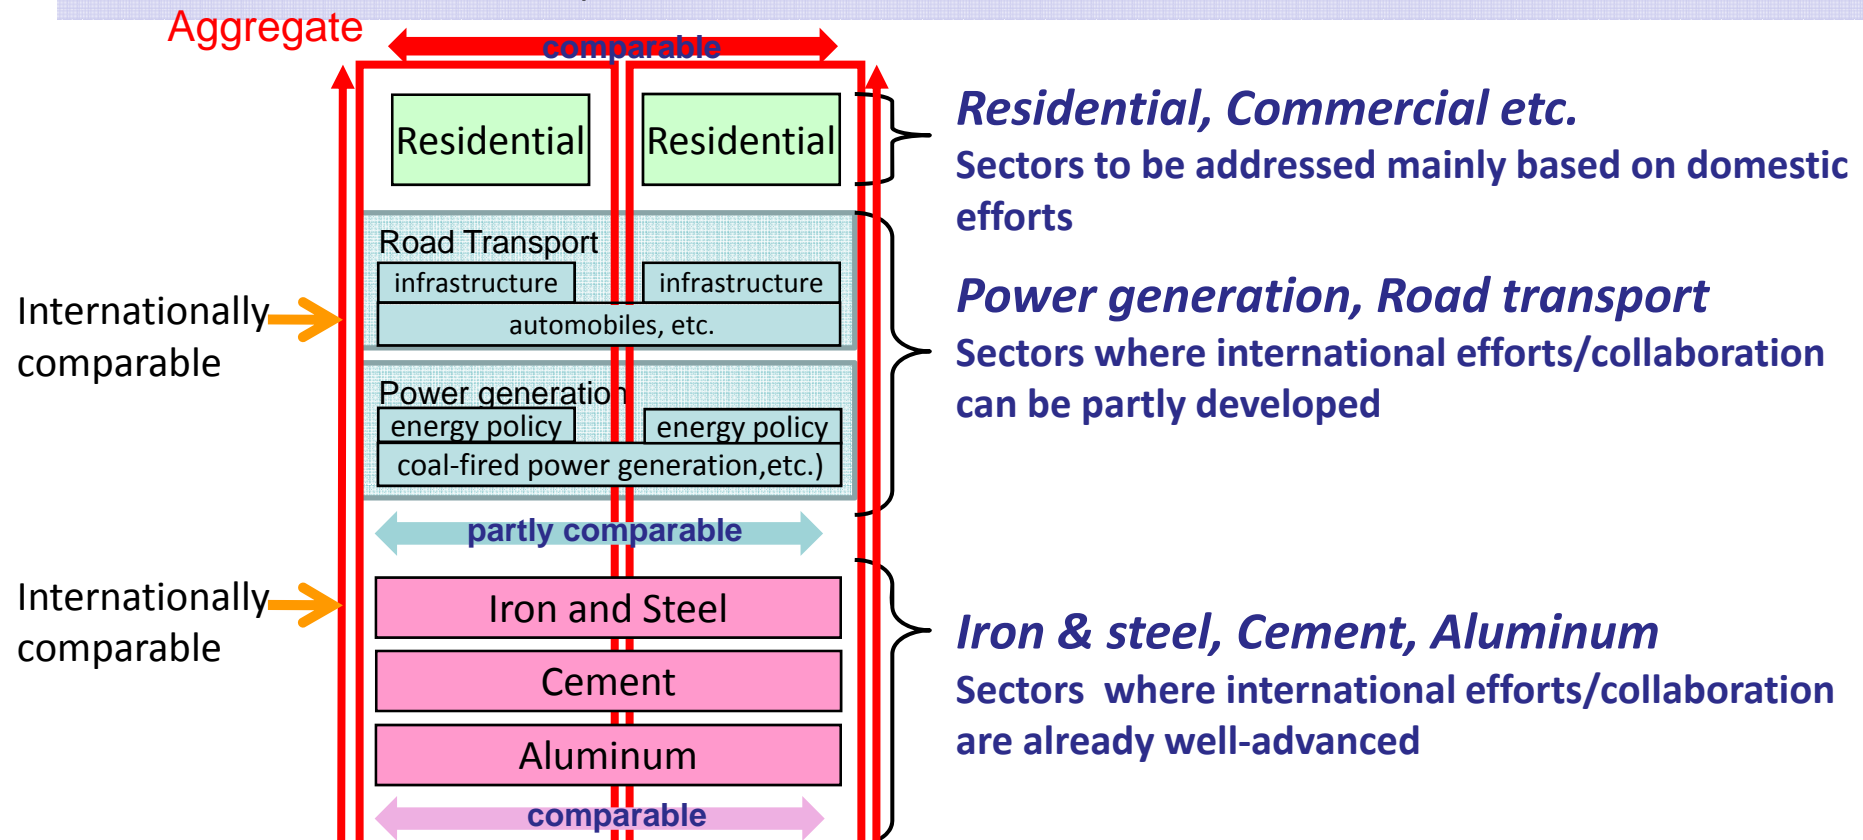 Aggregate
comparable
Residential
Residential
Residential, Commercial etc.
Sectors to be addressed mainly based on domestic
efforts
Road Transport
infrastructure
infrastructure
automobiles, etc.
Internationally
comparable
Power generation
energy policy
energy policy
coal-fired power generation,etc.)
Power generation, Road transport
Sectors where international efforts/collaboration
can be partly developed
partly comparable
Internationally
comparable
Iron and Steel
Cement
Aluminum
comparable
Iron & steel, Cement, Aluminum
Sectors  where international efforts/collaboration
are already well-advanced